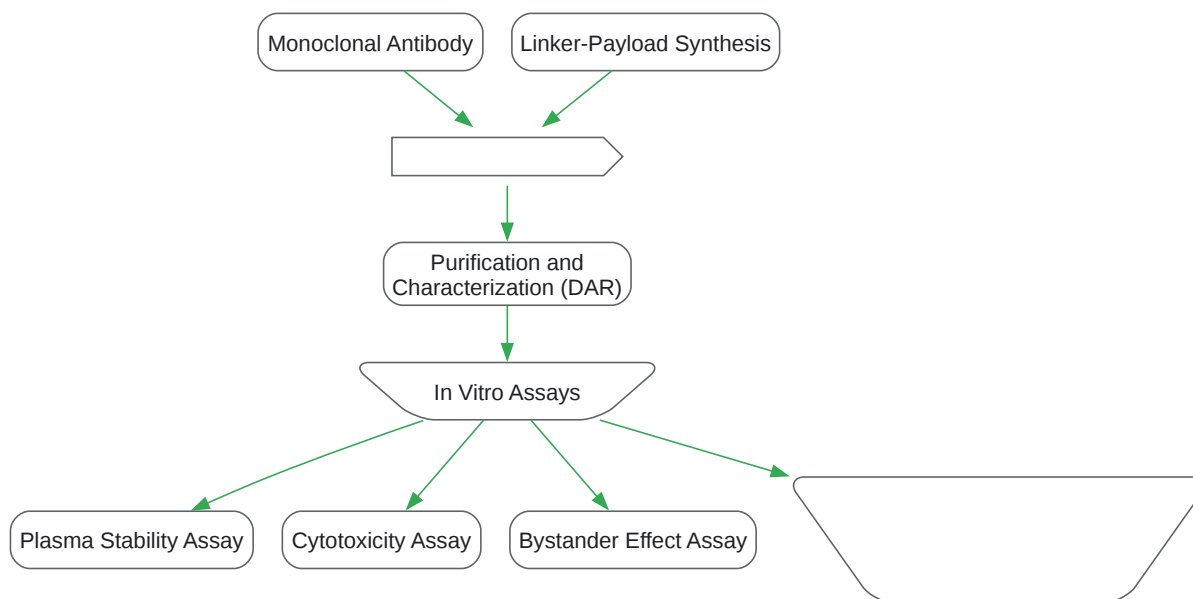 Monoclonal Antibody
Linker-Payload Synthesis
Purification and
Characterization (DAR)
In Vitro Assays
Plasma Stability Assay
Cytotoxicity Assay
Bystander Effect Assay